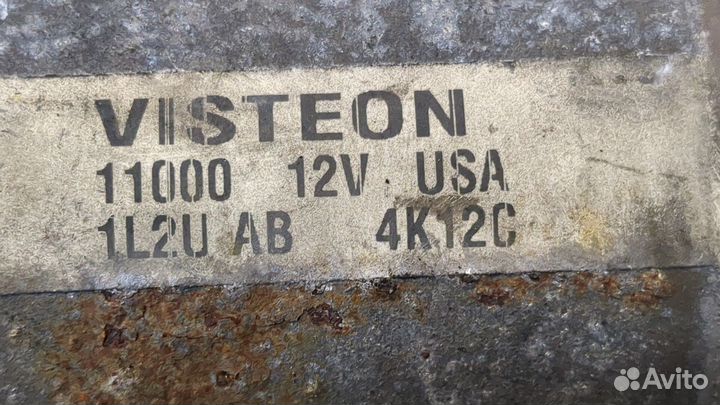 VISTEON
11000 12V USA
1L2U AB 4K12C
Avito